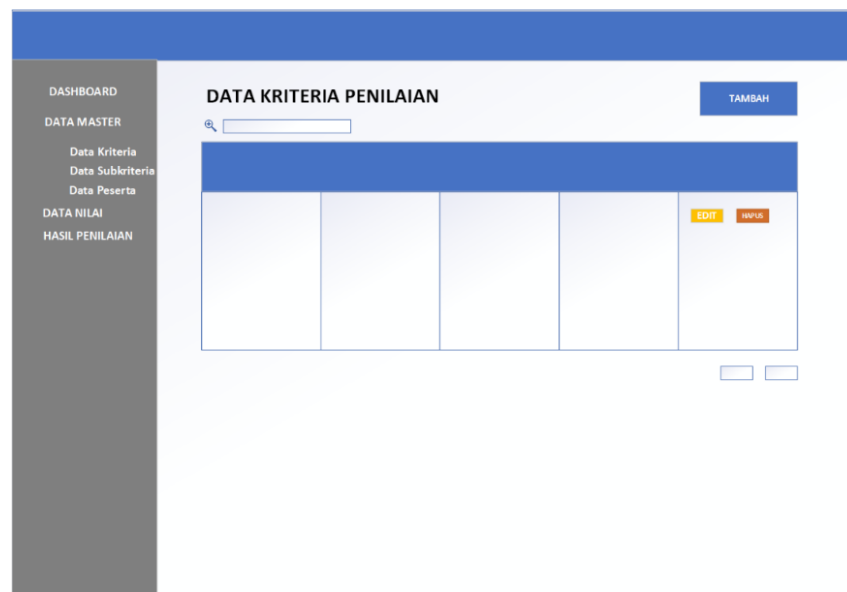 DASHBOARD
DATA MASTER
Data Kriteria
Data Subkriteria
Data Peserta
DATA NILAI
HASIL PENILAIAN
DATA KRITERIA PENILAIAN
TAMBAH
EDIT
HAPUS